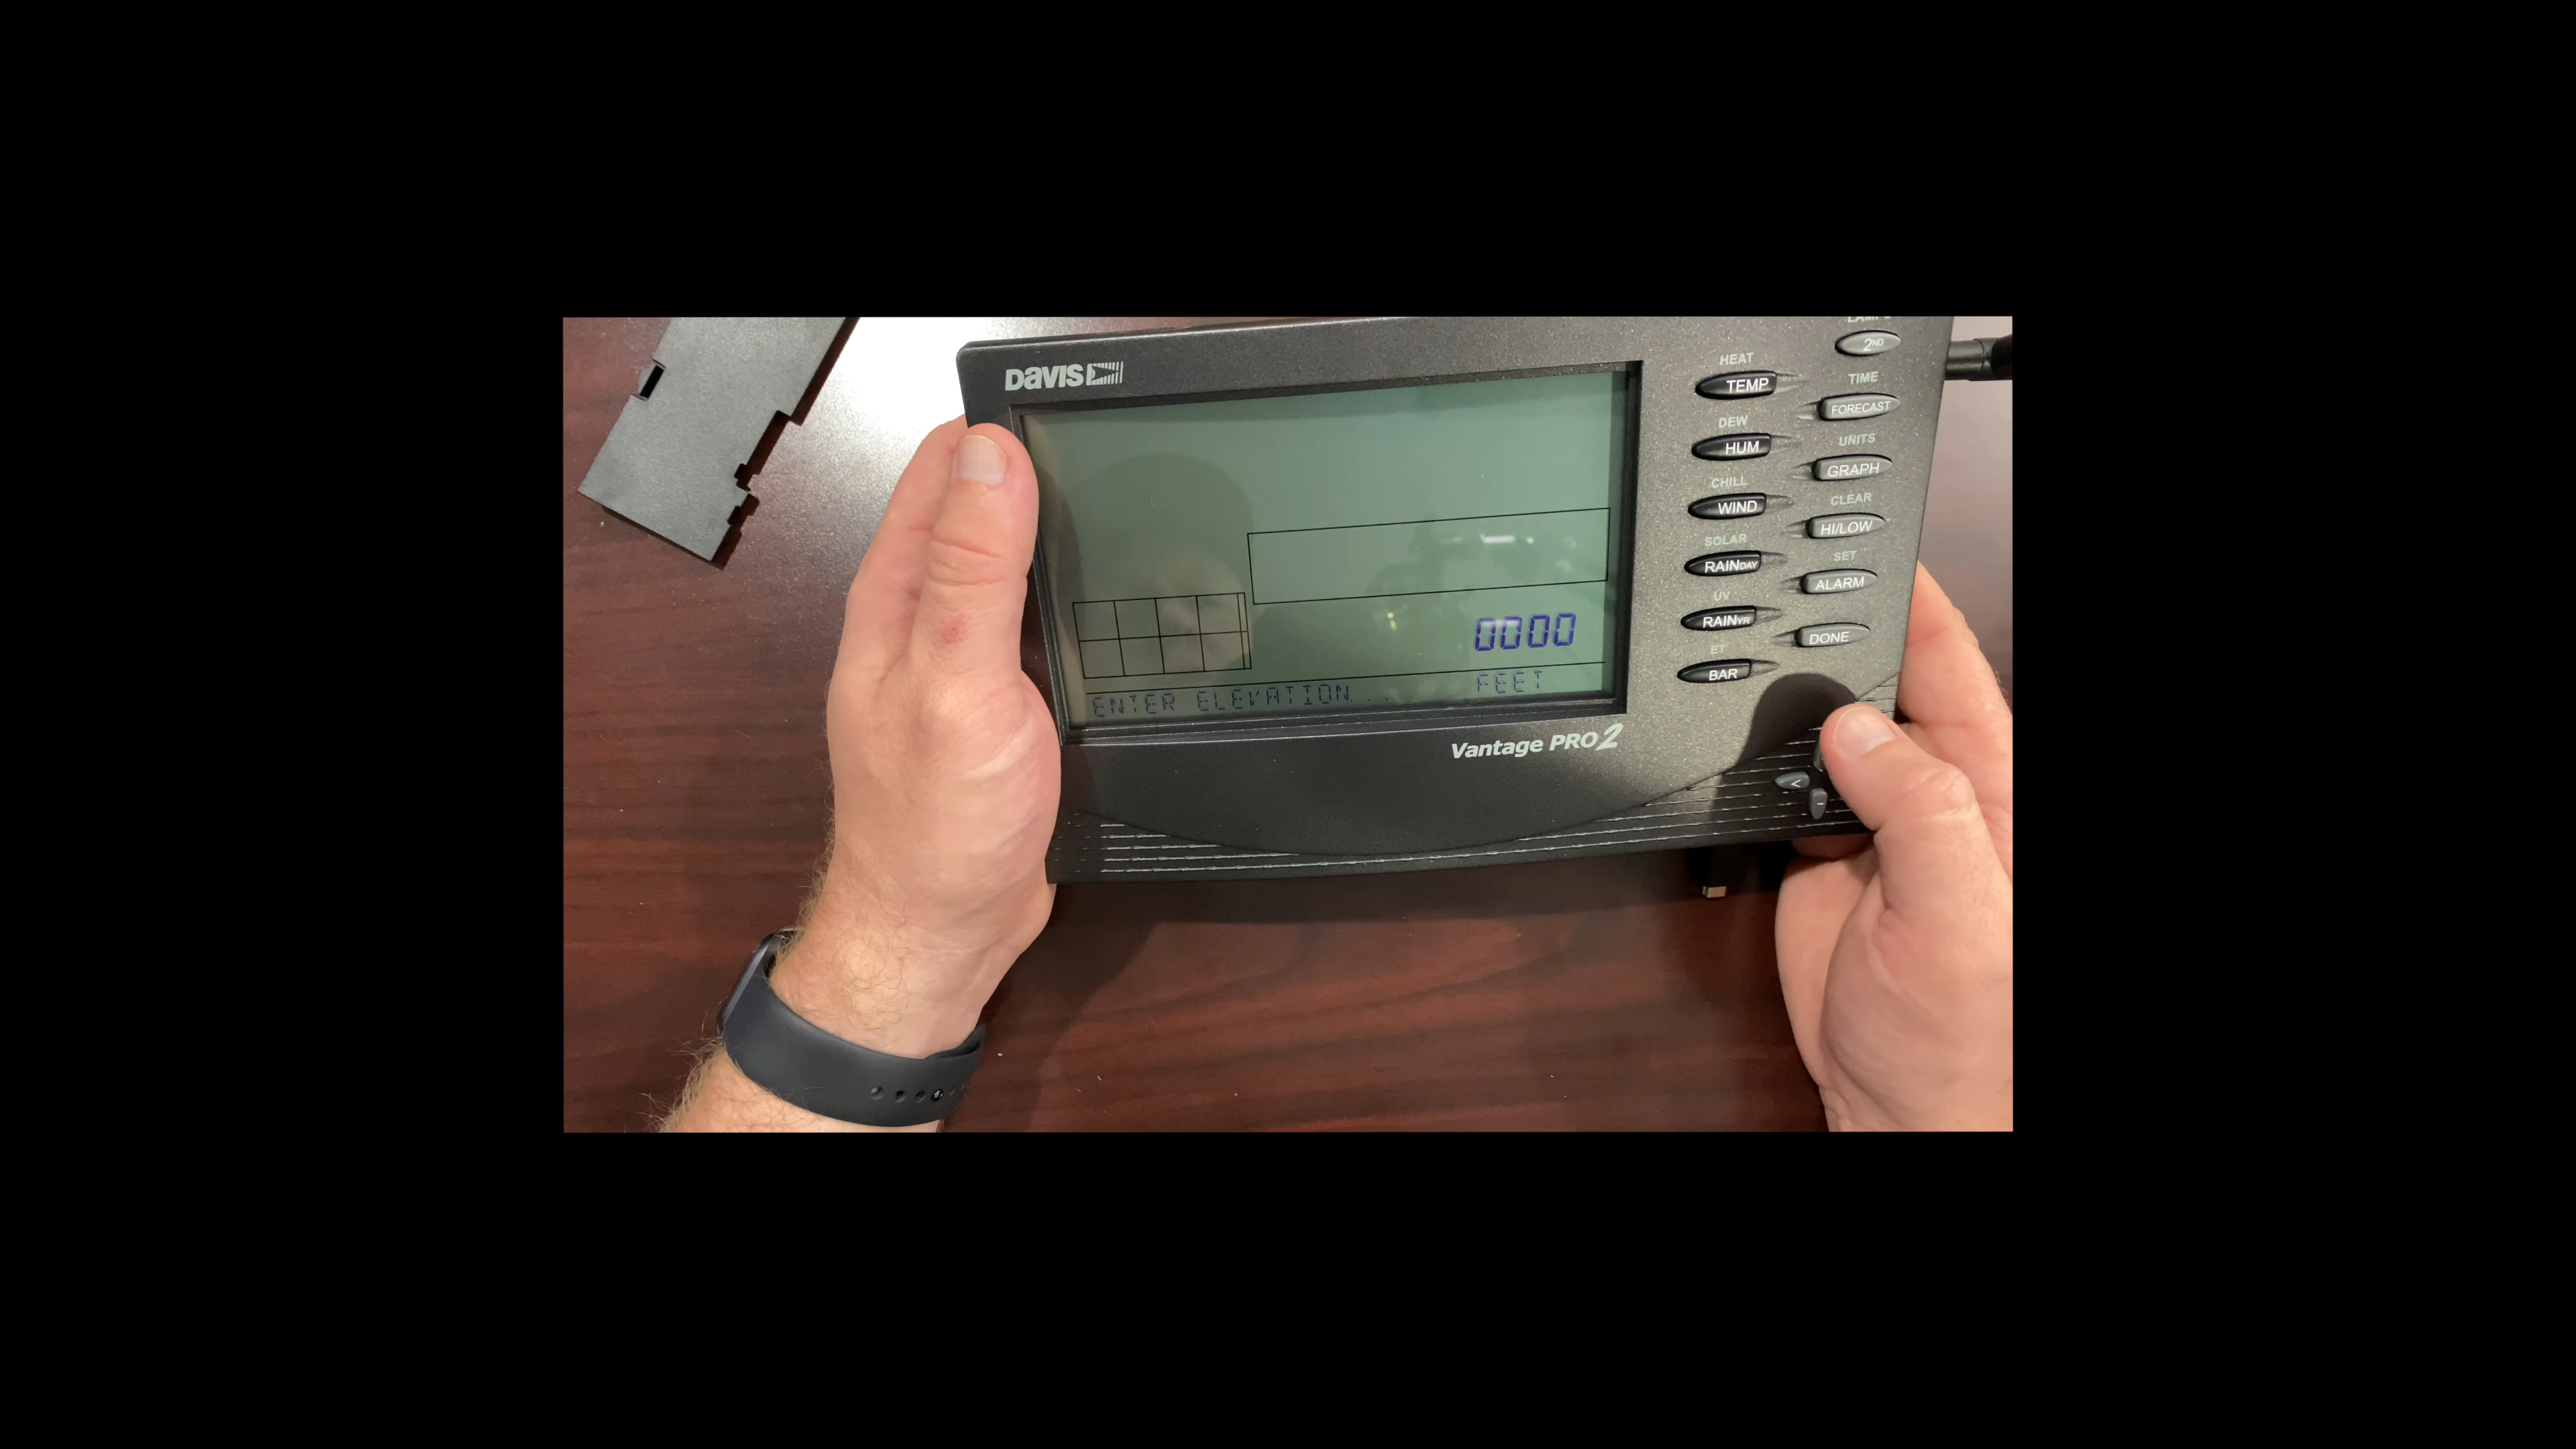 DAVIS
LAMPS
2ND
HEAT
TEMP
TIME
FORECAST
DEW
HUM
UNITS
GRAPH
CHILL
WIND
CLEAR
HI/LOW
SOLAR
RAINDAY
SET
ALARM
UV
RAINYR
DONE
ET
BAR
0000
ENTER ELEVATION... FEET
Vantage PRO2
<
-